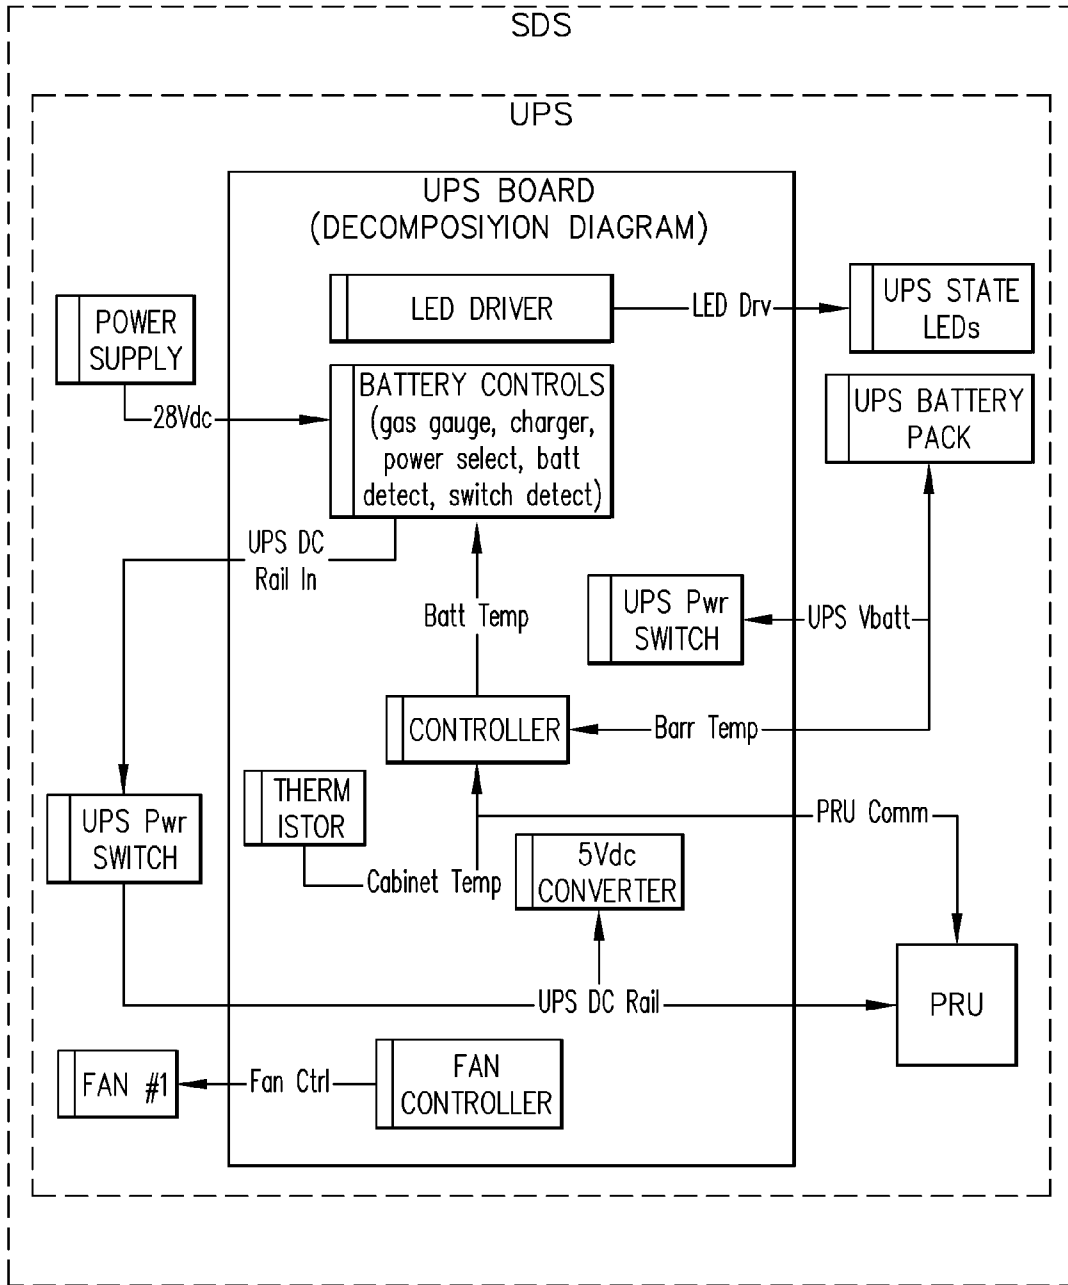 SDS
UPS
UPS BOARD
(DECOMPOSIYION DIAGRAM)
LED DRIVER
LED Drv
UPS STATE
LEDs
POWER
SUPPLY
28Vdc
BATTERY CONTROLS
(gas gauge, charger,
power select, batt
detect, switch detect)
UPS BATTERY
PACK
UPS DC
Rail In
Batt Temp
UPS Pwr
SWITCH
UPS Vbatt
CONTROLLER
Barr Temp
THERM
ISTOR
Cabinet Temp
PRU Comm
UPS Pwr
SWITCH
5Vdc
CONVERTER
UPS DC Rail
PRU
FAN #1
Fan Ctrl
FAN
CONTROLLER